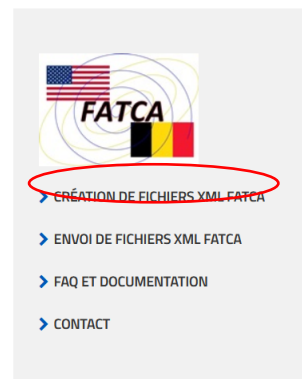 FATCA
CRÉATION DE FICHIERS XML FATCA
ENVOI DE FICHIERS XML FATCA
FAQ ET DOCUMENTATION
CONTACT